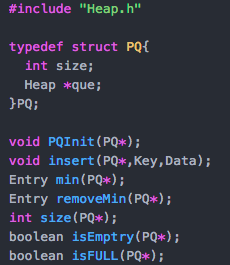 #include "Heap.h"
typedef struct PQ{
int size;
Heap *que;
}PQ;
void PQInit(PQ*);
void insert(PQ*,Key,Data);
Entry min(PQ*);
Entry removeMin(PQ*);
int size(PQ*);
boolean isEmptry(PQ*);
boolean isFULL(PQ*);